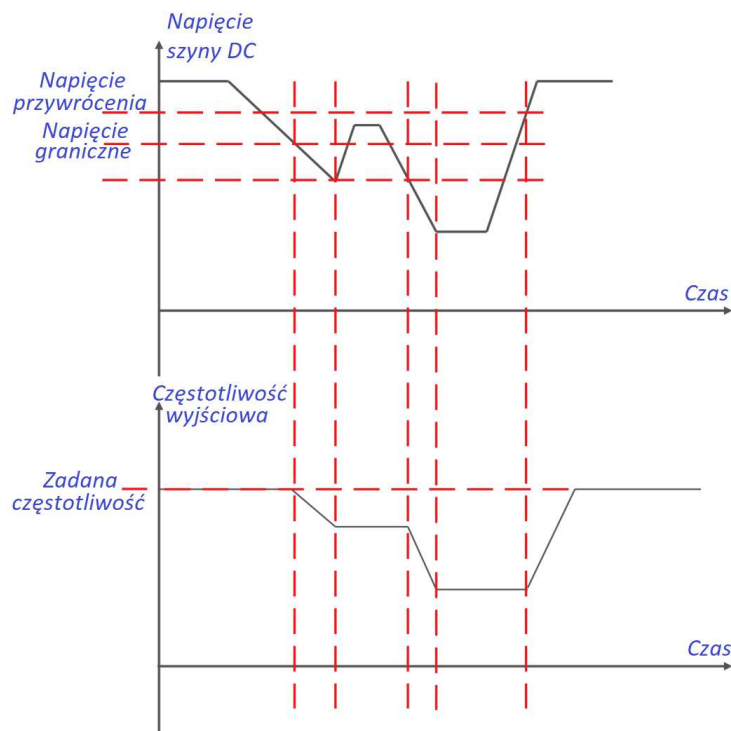 Napięcie
szyny DC
Napięcie
przywrócenia
Napięcie
graniczne
Czas
Częstotliwość
wyjściowa
Zadana
częstotliwość
Czas